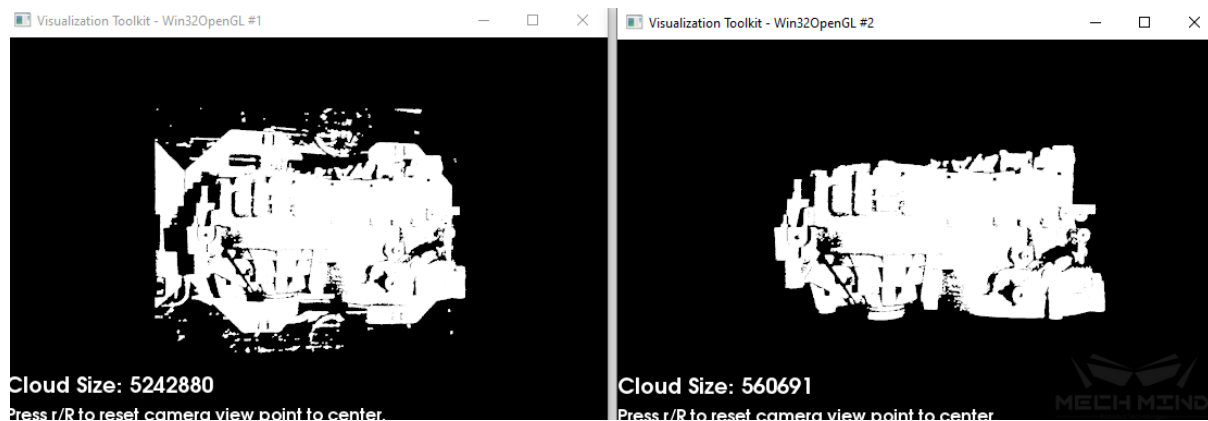 Visualization Toolkit - Win32OpenGL #1
Cloud Size: 5242880
Press r/R to reset camera view point to center.
Visualization Toolkit - Win32OpenGL #2
Cloud Size: 560691
Press r/R to reset camera view point to center
MECH MIND